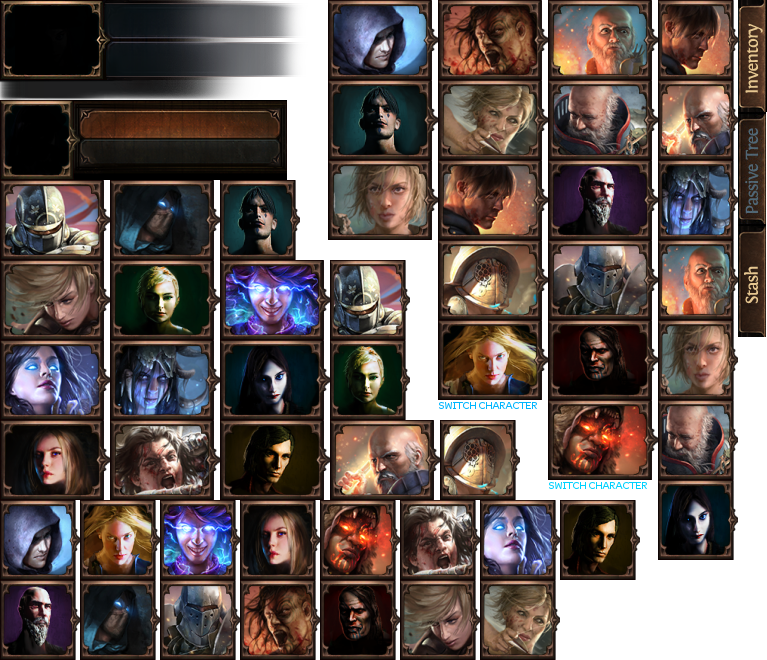 Inventory
Passive Tree
Stash
SWITCH CHARACTER
SWITCH CHARACTER